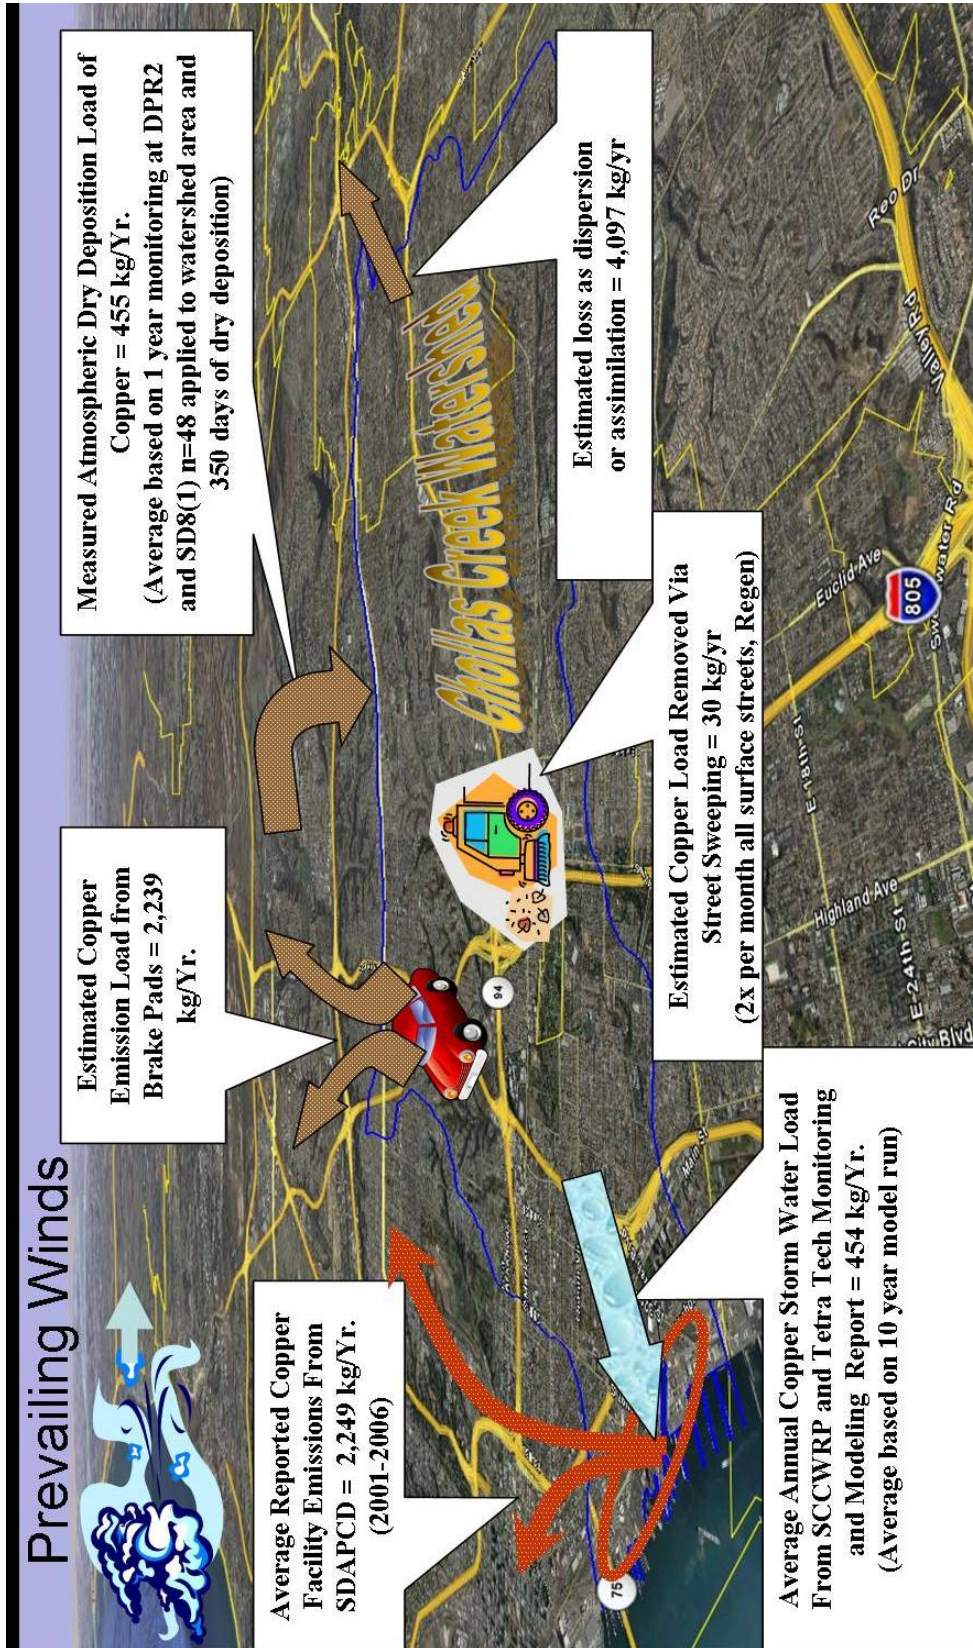 Prevailing Winds
Measured Atmospheric Dry Deposition Load of
Copper = 455 kg/Yr.
(Average based on 1 year monitoring at DPR2
and SD8(1) n=48 applied to watershed area and
350 days of dry deposition)
Estimated Copper
Emission Load from
Brake Pads = 2,239
kg/Yr.
Average Reported Copper
Facility Emissions From
SDAPCD = 2,249 kg/Yr.
(2001-2006)
Chollas Creek Watershed
Estimated loss as dispersion
or assimilation = 4,097 kg/yr
Estimated Copper Load Removed Via
Street Sweeping = 30 kg/yr
(2x per month all surface streets, Regen)
Average Annual Copper Storm Water Load
From SCCWRP and Tetra Tech Monitoring
and Modeling Report = 454 kg/Yr.
(Average based on 10 year model run)
94
75
805
Main St
Euclid Ave
Reo Dr
Valley Rd
E 18th St
Highland Ave
E 24th St